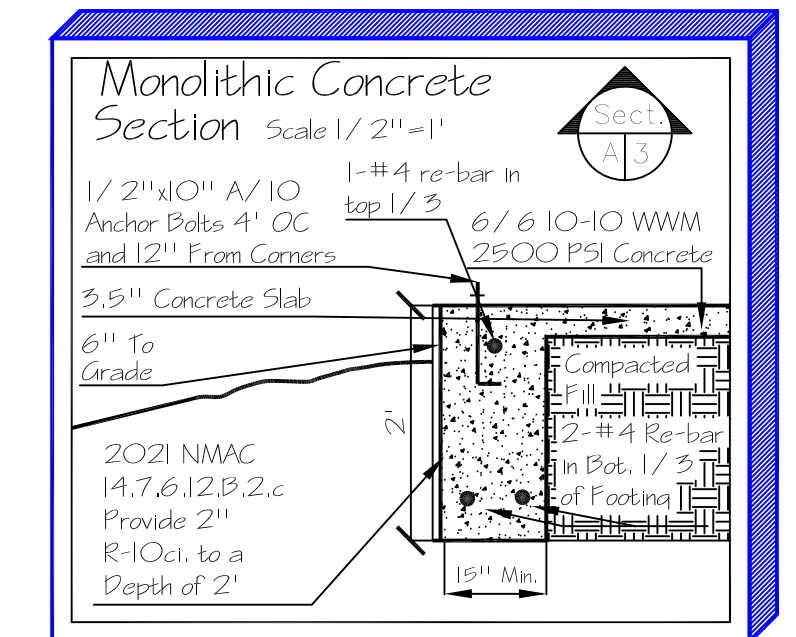 Monolithic Concrete
Section Scale 1/2"=1'
Sect.
A 3
1-#4 re-bar in
top 1/3
1/2"x10" A/10
Anchor Bolts 4' OC
and 12" From Corners
6/6 10-10 WWM
2500 PSI Concrete
3.5" Concrete Slab
6" To
Grade
Compacted
Fill
2-#4 Re-bar
in Bot. 1/3
of Footing
2'
2021 NMAC
14.7.6.12.B.2.c
Provide 2"
R-10ci. to a
Depth of 2'
15" Min.